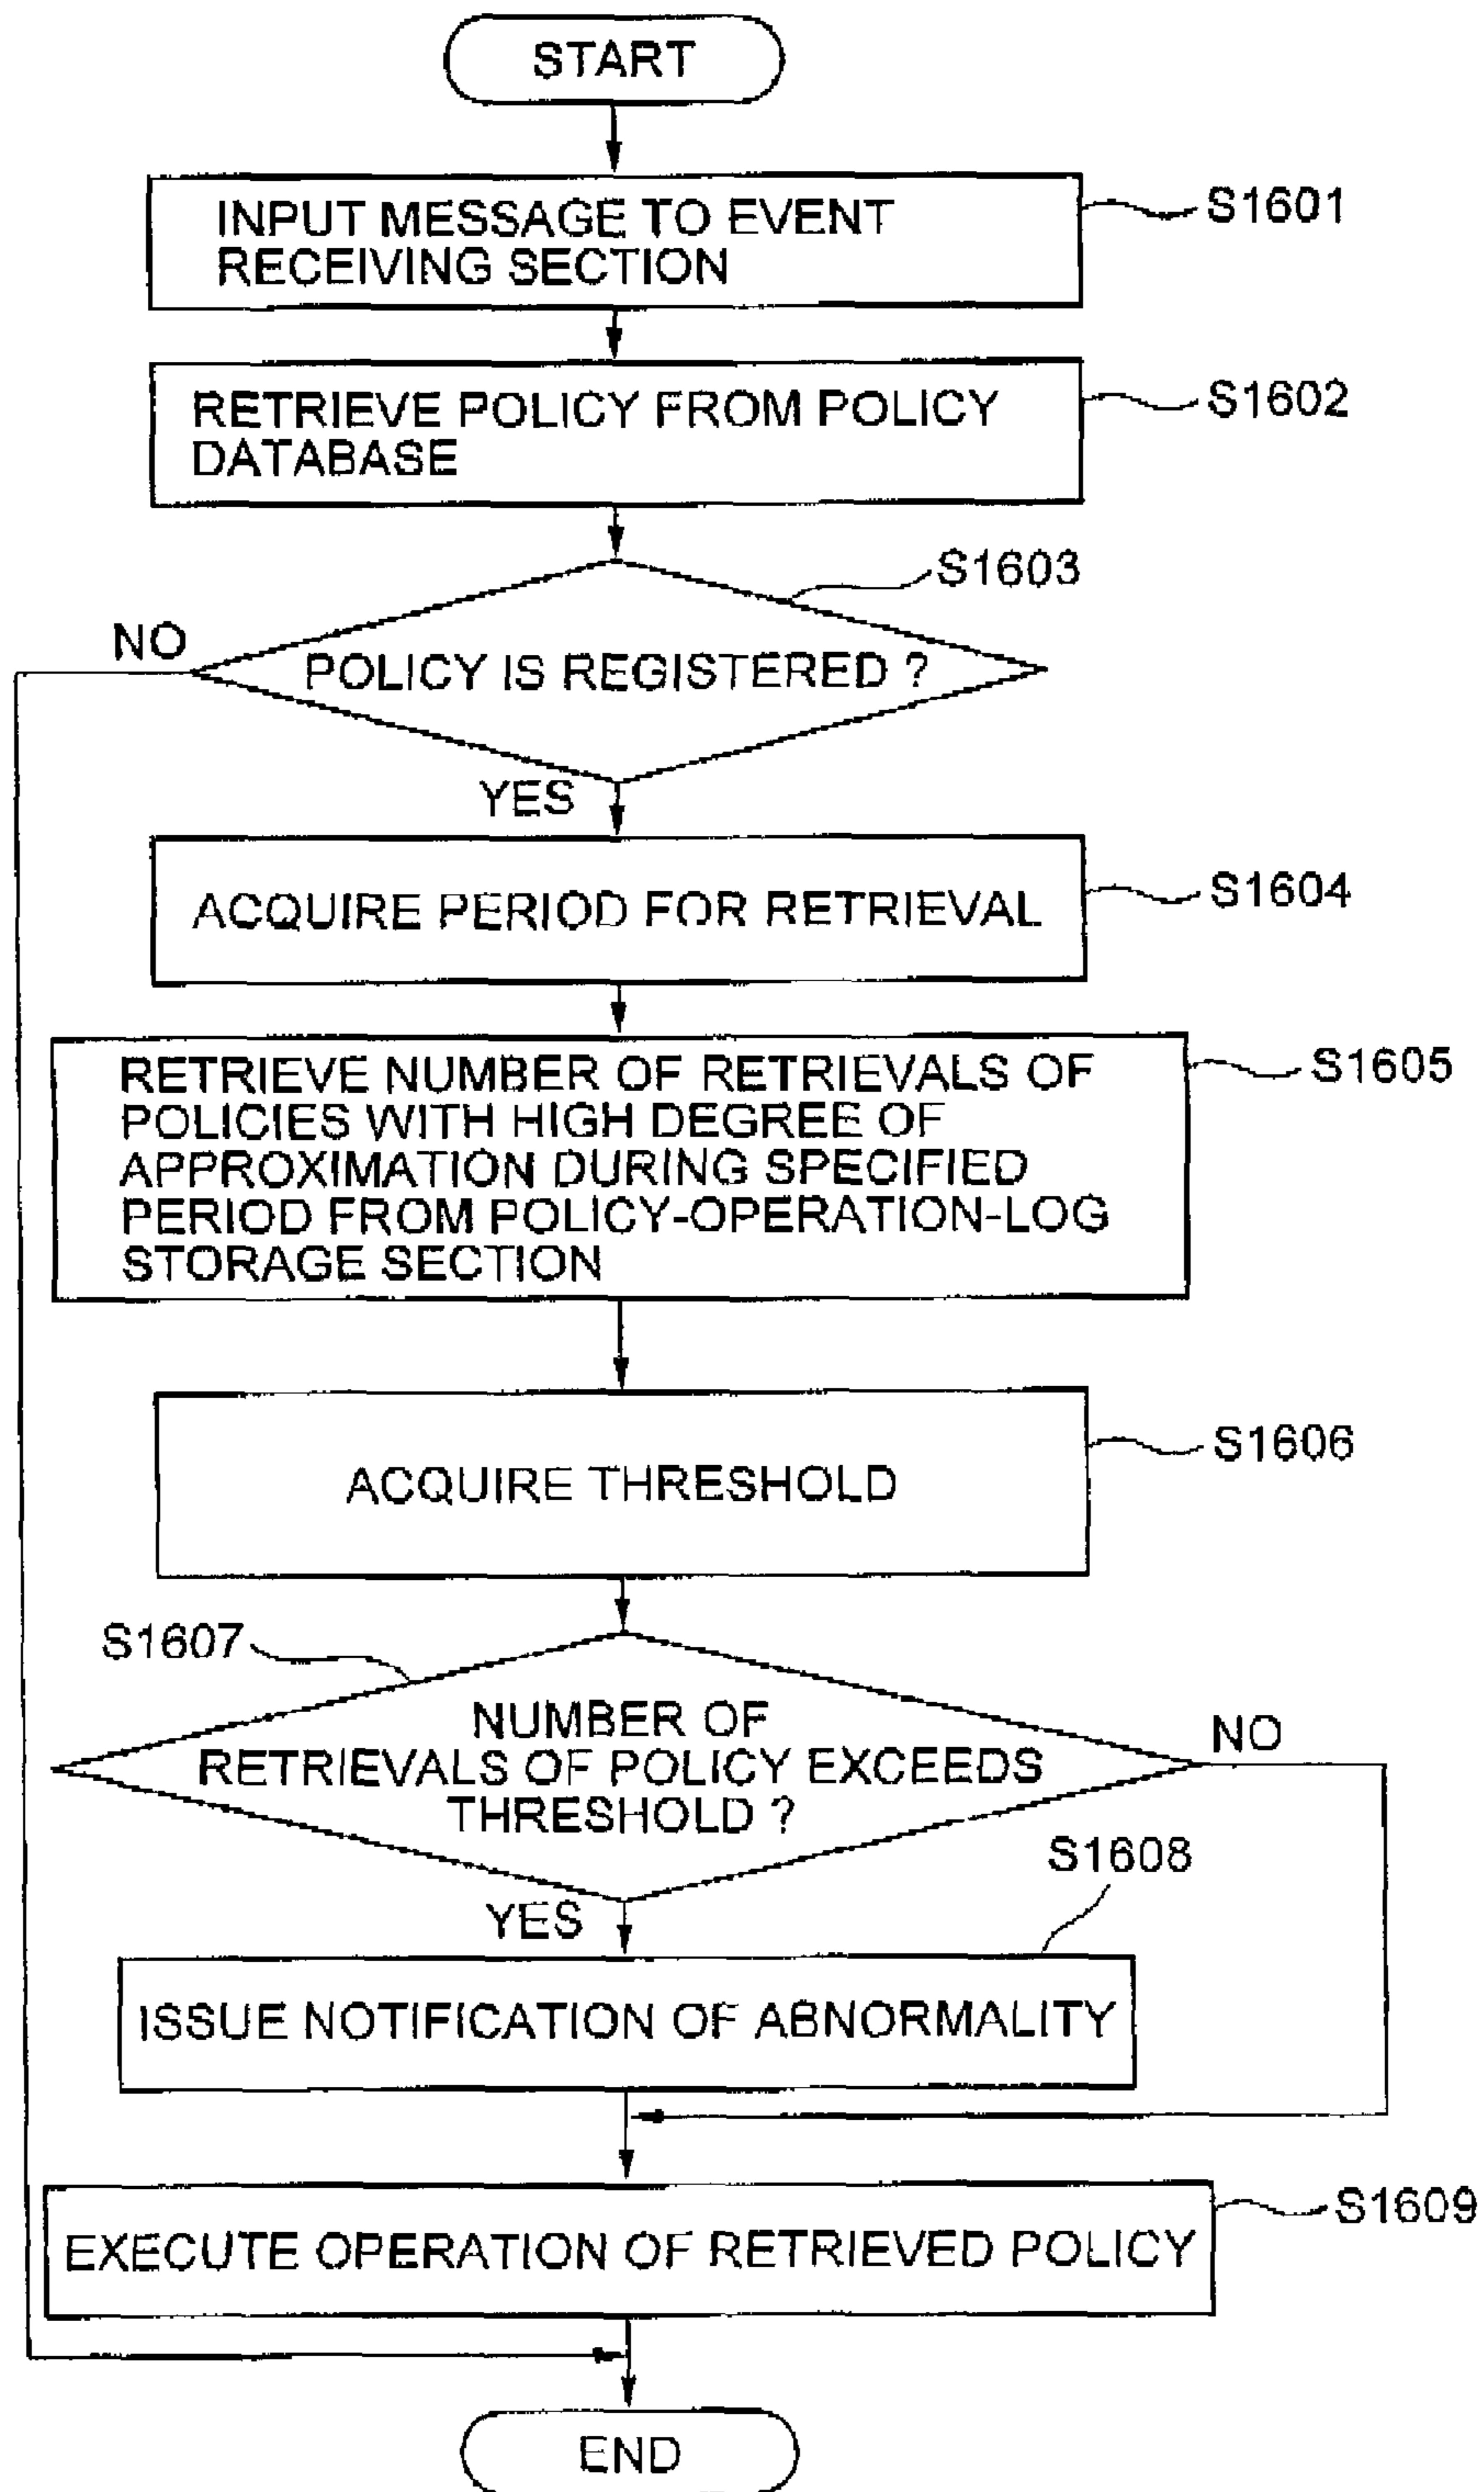 START
INPUT MESSAGE TO EVENT
RECEIVING SECTION
S1601
RETRIEVE POLICY FROM POLICY
DATABASE
S1602
S1603
NO
POLICY IS REGISTERED ?
YES
ACQUIRE PERIOD FOR RETRIEVAL
S1604
RETRIEVE NUMBER OF RETRIEVALS OF
POLICIES WITH HIGH DEGREE OF
APPROXIMATION DURING SPECIFIED
PERIOD FROM POLICY-OPERATION-LOG
STORAGE SECTION
S1605
ACQUIRE THRESHOLD
S1606
S1607
NUMBER OF
RETRIEVALS OF POLICY EXCEEDS
THRESHOLD ?
NO
YES
S1608
ISSUE NOTIFICATION OF ABNORMALITY
EXECUTE OPERATION OF RETRIEVED POLICY
S1609
END